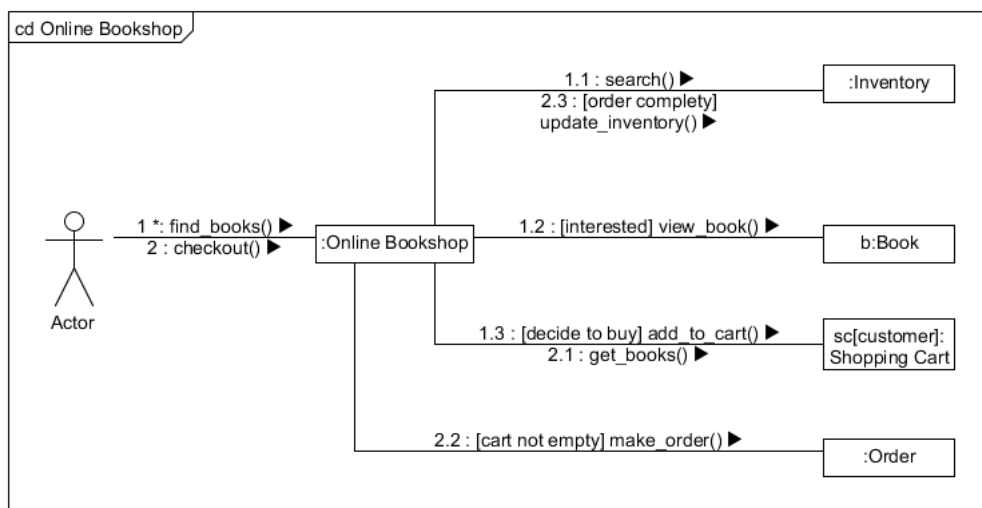 cd Online Bookshop
1.1 : search() ▶
2.3 : [order complety]
update_inventory() ▶
:Inventory
1 *: find_books() ▶
2 : checkout() ▶
:Online Bookshop
1.2 : [interested] view_book() ▶
b:Book
Actor
1.3 : [decide to buy] add_to_cart() ▶
2.1 : get_books() ▶
sc[customer]:
Shopping Cart
2.2 : [cart not empty] make_order() ▶
:Order